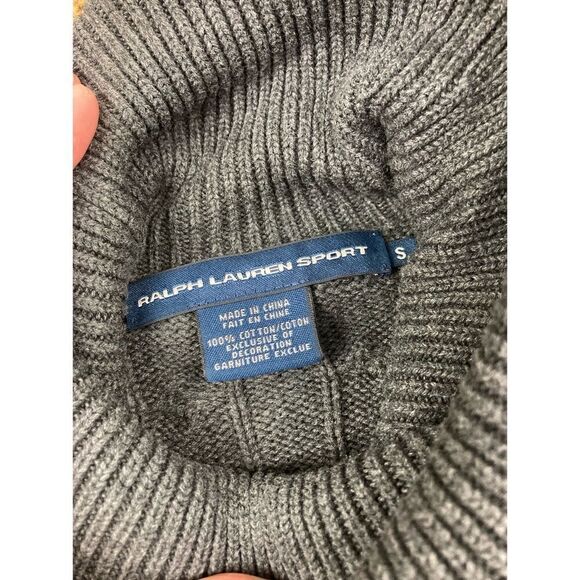 RALPH LAUREN SPORT
S
MADE IN CHINA
FAIT EN CHINE
100% COTTON/COTON
EXCLUSIVE OF
DECORATION
GARNITURE EXCLUE